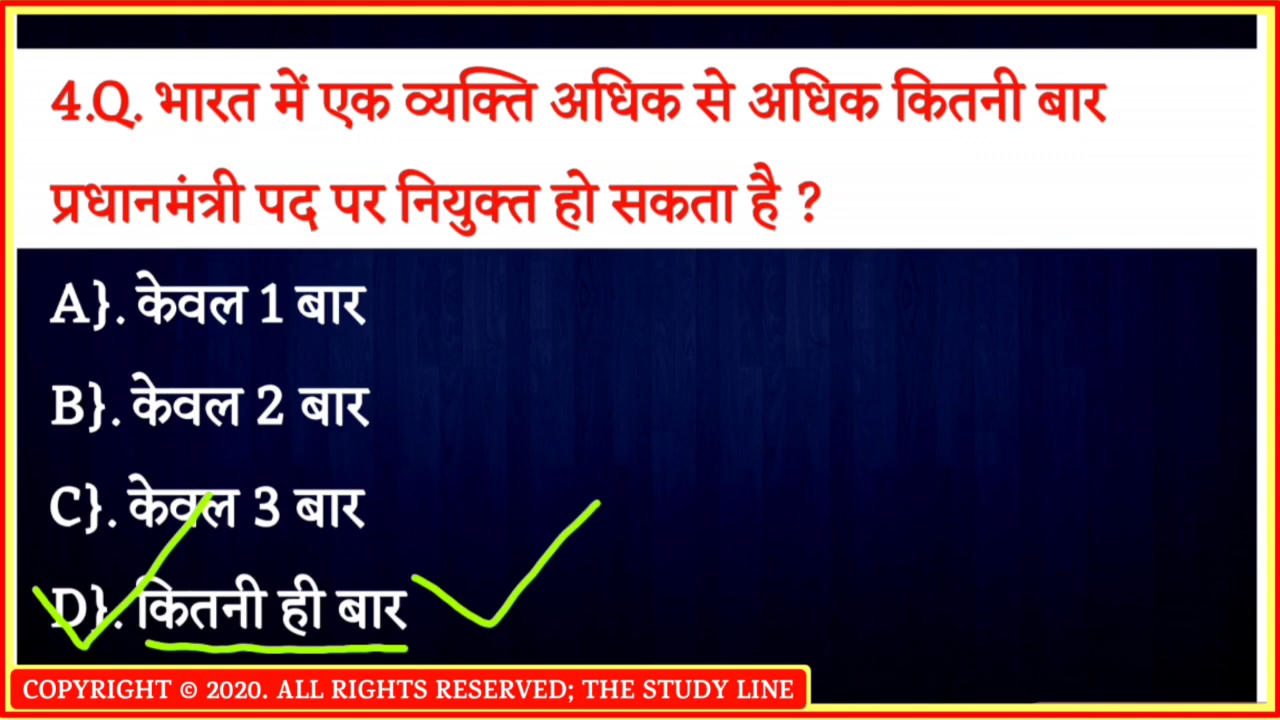 4.Q. भारत में एक व्यक्ति अधिक से अधिक कितनी बार
प्रधानमंत्री पद पर नियुक्त हो सकता है ?
A}. केवल 1 बार
B}. केवल 2 बार
C}. केवल 3 बार
D}. कितनी ही बार
COPYRIGHT © 2020. ALL RIGHTS RESERVED; THE STUDY LINE